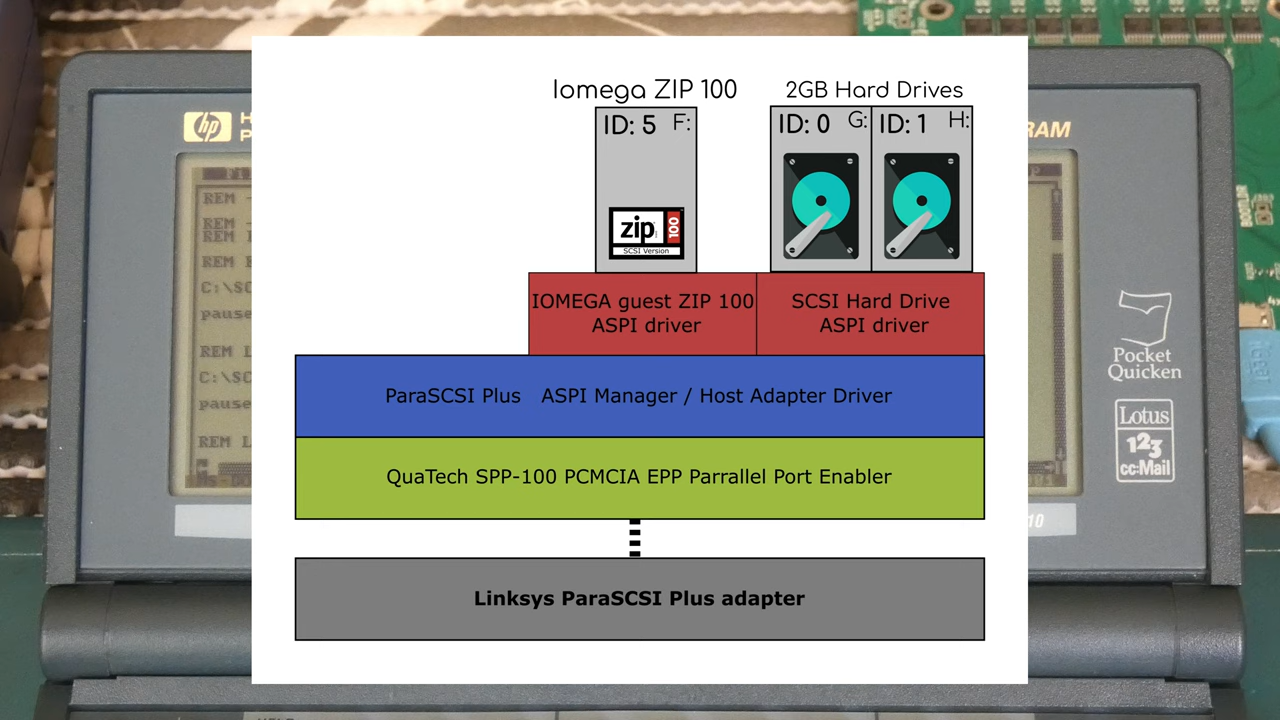 Iomega ZIP 100
2GB Hard Drives
ID: 5 F:
ID: 0 G:
ID: 1 H:
zip 100
SCSI Version
IOMEGA guest ZIP 100
ASPI driver
SCSI Hard Drive
ASPI driver
ParaSCSI Plus ASPI Manager / Host Adapter Driver
QuaTech SPP-100 PCMCIA EPP Parrallel Port Enabler
Linksys ParaSCSI Plus adapter
hp
REM
REM
REM
REM
C:\SC
pause
REM L
C:\SC
pause
REM L
RAM
Pocket
Quicken
Lotus
123
cc:Mail
10